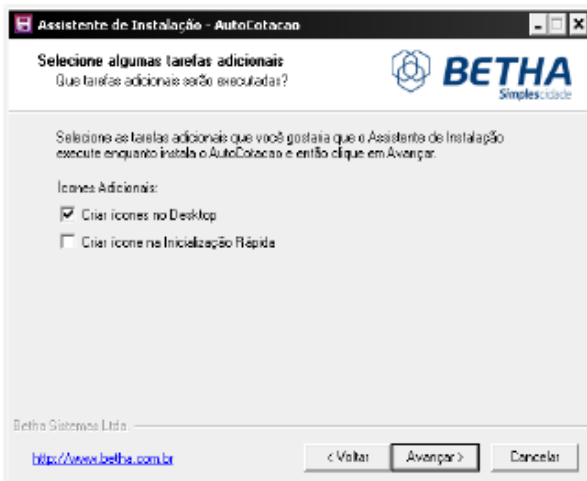 Assistente de Instalação - AutoCotacao
Selecione algumas tarefas adicionais
Que tarefas adicionais serão executadas?
BETHA
Simplescidade
Selecione as tarefas adicionais que você gostaria que o Assistente de Instalação
execute enquanto instala o AutoCotacao e então clique em Avançar.
Ícones Adicionais:
Criar ícones no Desktop
Criar ícone na Inicialização Rápida
Betha Sistemas Ltda.
http://www.betha.com.br
< Voltar
Avançar >
Cancelar